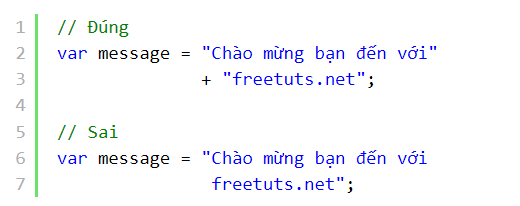 1 // Đúng
2 var message = "Chào mừng bạn đến với"
3 + "freetuts.net";
4
5 // Sai
6 var message = "Chào mừng bạn đến với
7 freetuts.net";